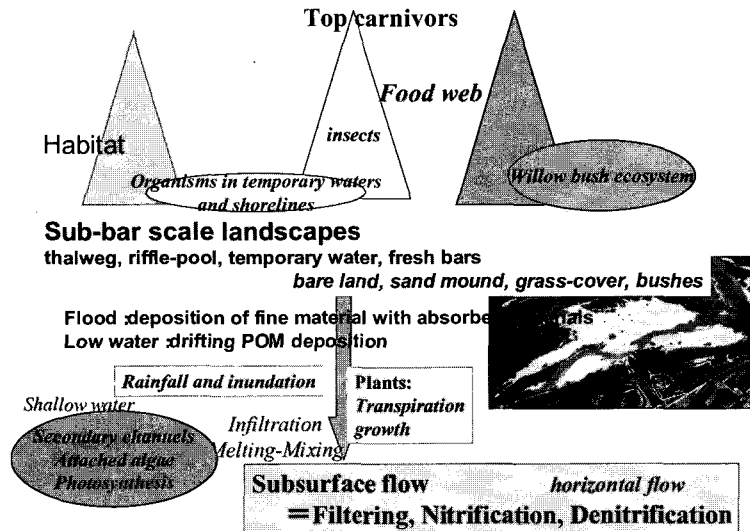 Top carnivors
Food web
insects
Habitat
Organisms in temporary waters
and shorelines
Willow bush ecosystem
Sub-bar scale landscapes
thalweg, riffle-pool, temporary water, fresh bars
bare land, sand mound, grass-cover, bushes
Flood :deposition of fine material with absorbe
Low water :drifting POM deposition
Rainfall and inundation
Plants:
Transpiration
growth
Shallow water
Infiltration
Melting-Mixing
Secondary channels
Attached algae
Photosynthesis
Subsurface flow horizontal flow
=Filtering, Nitrification, Denitrification